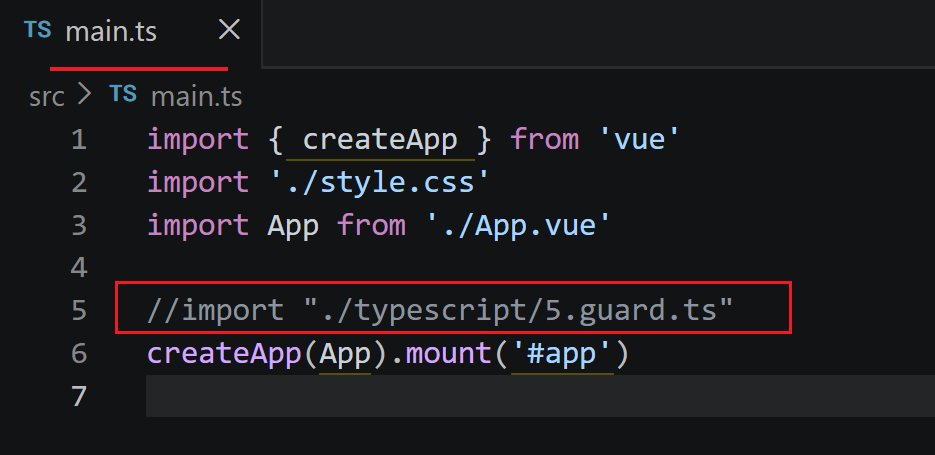 TS main.ts ×
src > TS main.ts
1 import { createApp } from 'vue'
2 import './style.css'
3 import App from './App.vue'
4
5 //import "./typescript/5.guard.ts"
6 createApp(App).mount('#app')
7